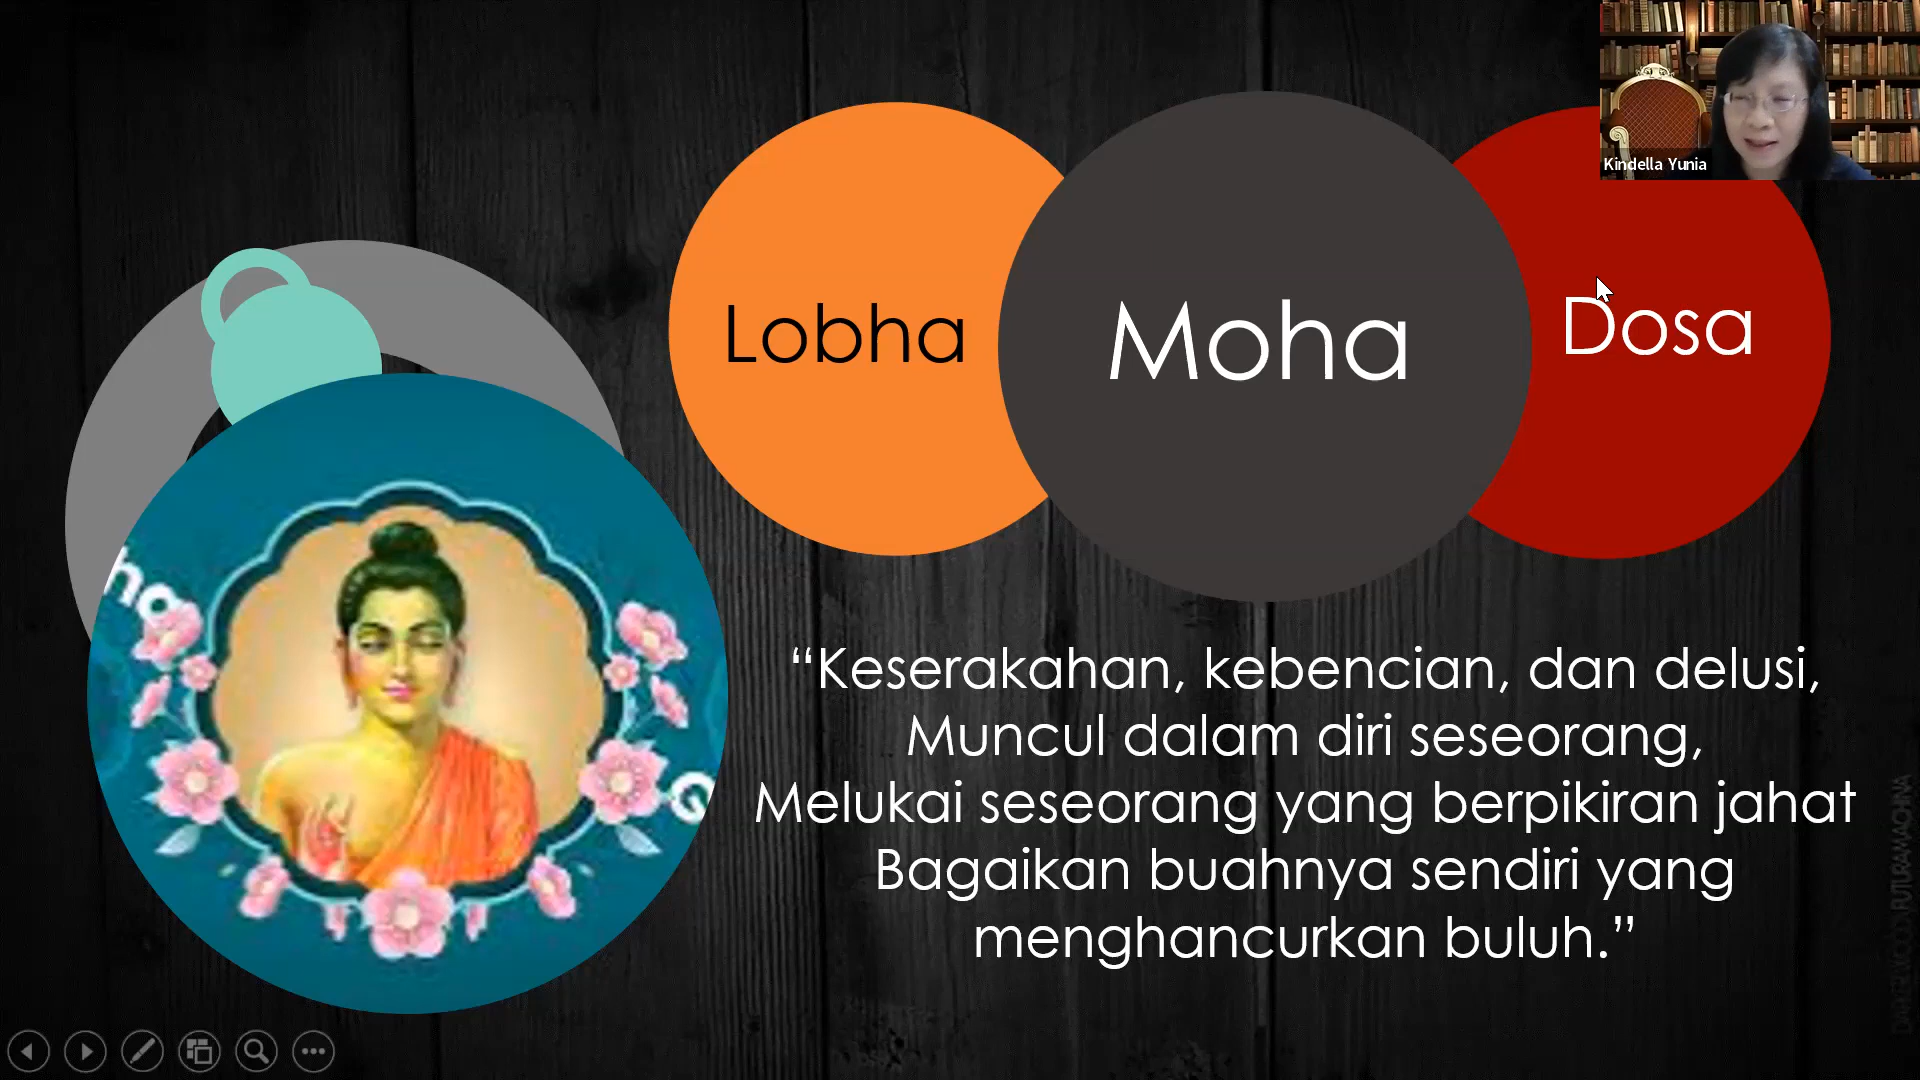 Kindella Yunia
Lobha
Moha
Dosa
ha
“Keserakahan, kebencian, dan delusi,
Muncul dalam diri seseorang,
Melukai seseorang yang berpikiran jahat
Bagaikan buahnya sendiri yang
menghancurkan buluh.”